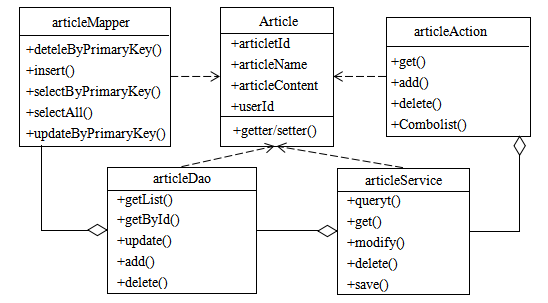 articleMapper
+deteleByPrimaryKey()
+insert()
+selectByPrimaryKey()
+selectAll()
+updateByPrimaryKey()
Article
+articletId
+articleName
+articleContent
+userId
+getter/setter()
articleAction
+get()
+add()
+delete()
+Combolist()
articleDao
+getList()
+getById()
+update()
+add()
+delete()
articleService
+queryt()
+get()
+modify()
+delete()
+save()